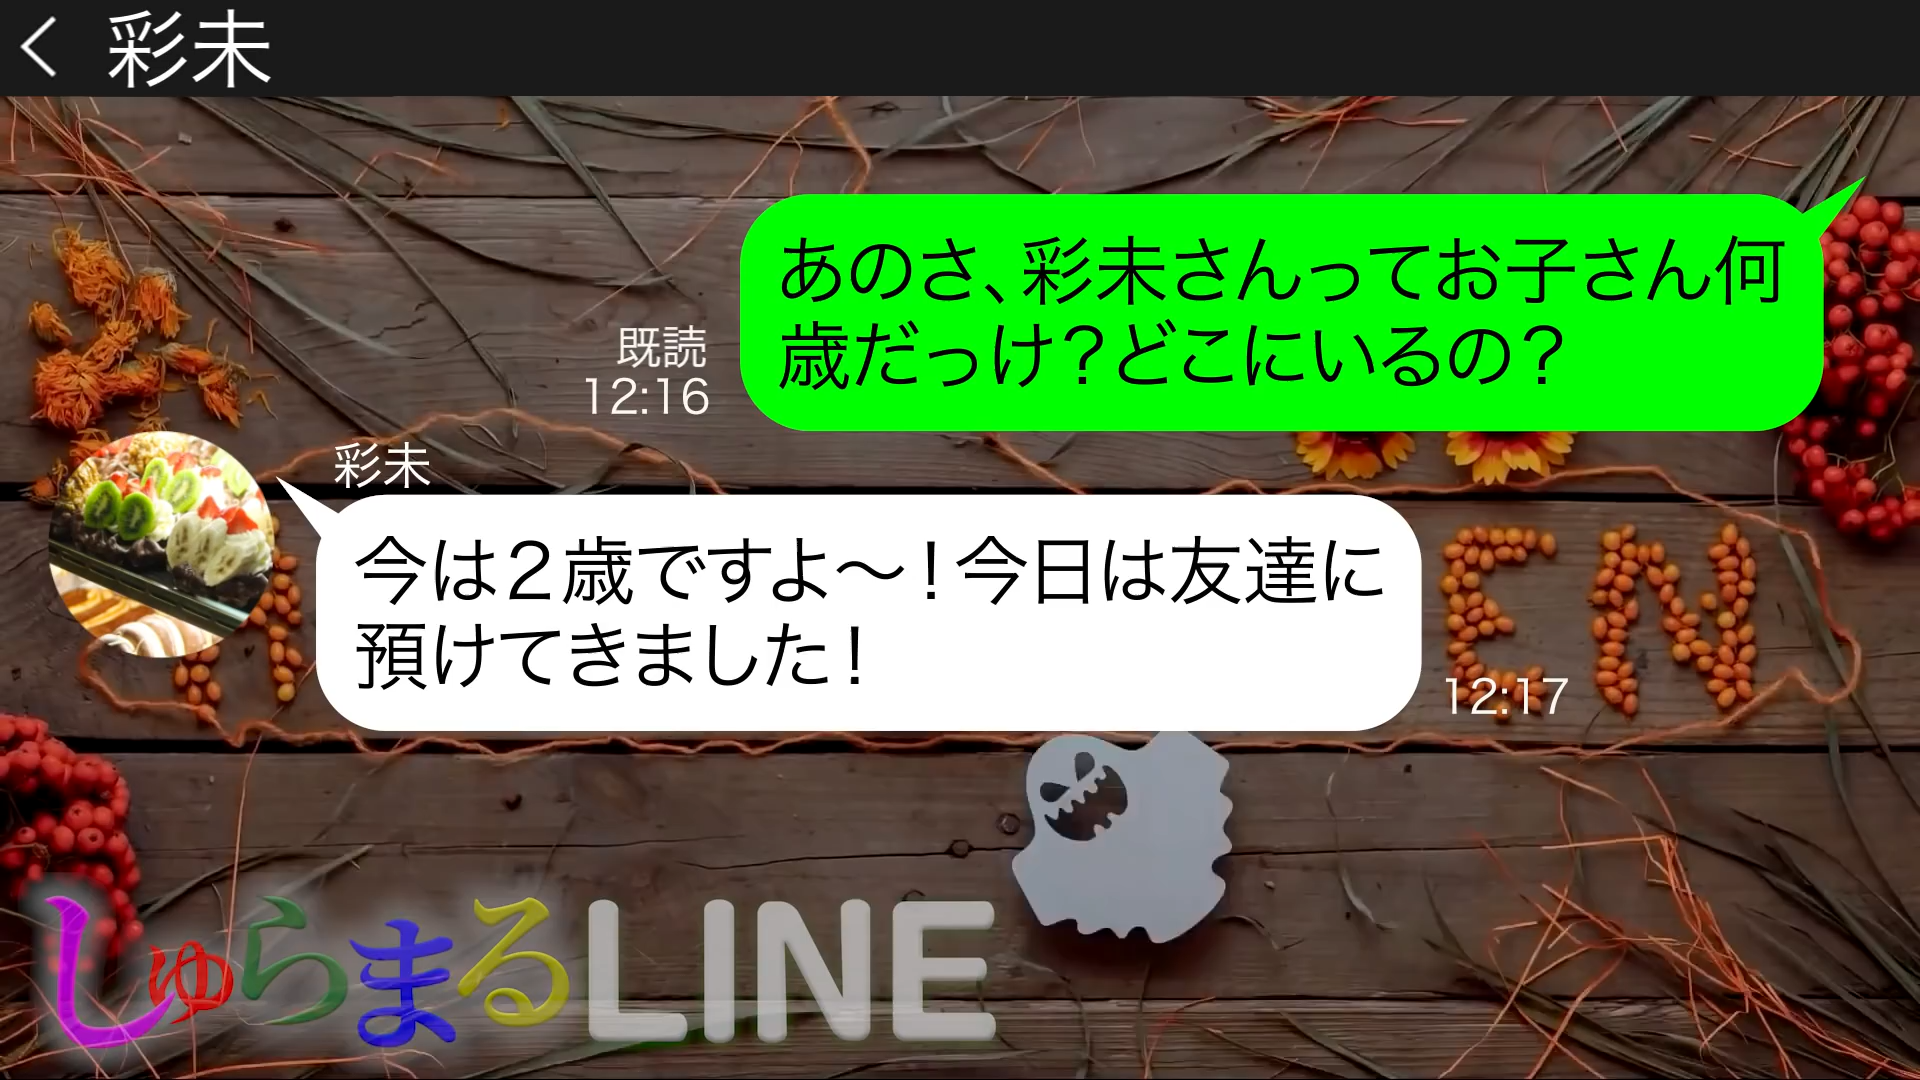 彩未
あのさ、彩未さんってお子さん何
歳だっけ？どこにいるの？
既読
12:16
彩未
今は２歳ですよ～！今日は友達に
預けてきました！
12:17
EN
しゅらまるLINE